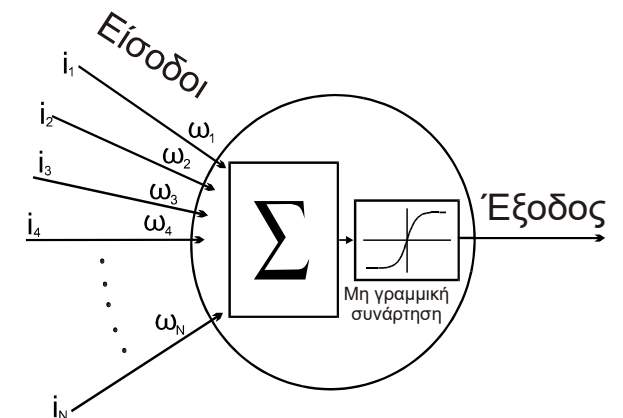 Είσοδοι
i1
i2
i3
i4
iN
ω1
ω2
ω3
ω4
ωN
Σ
Μη γραμμική
συνάρτηση
Έξοδος